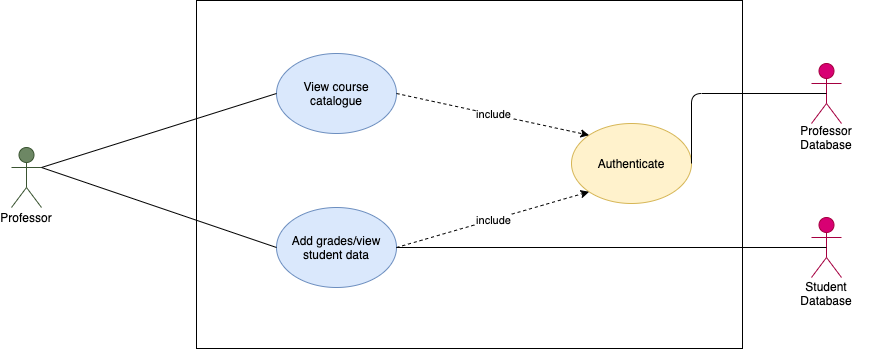 View course
catalogue
include
Professor
Database
Authenticate
Professor
include
Add grades/view
student data
Student
Database